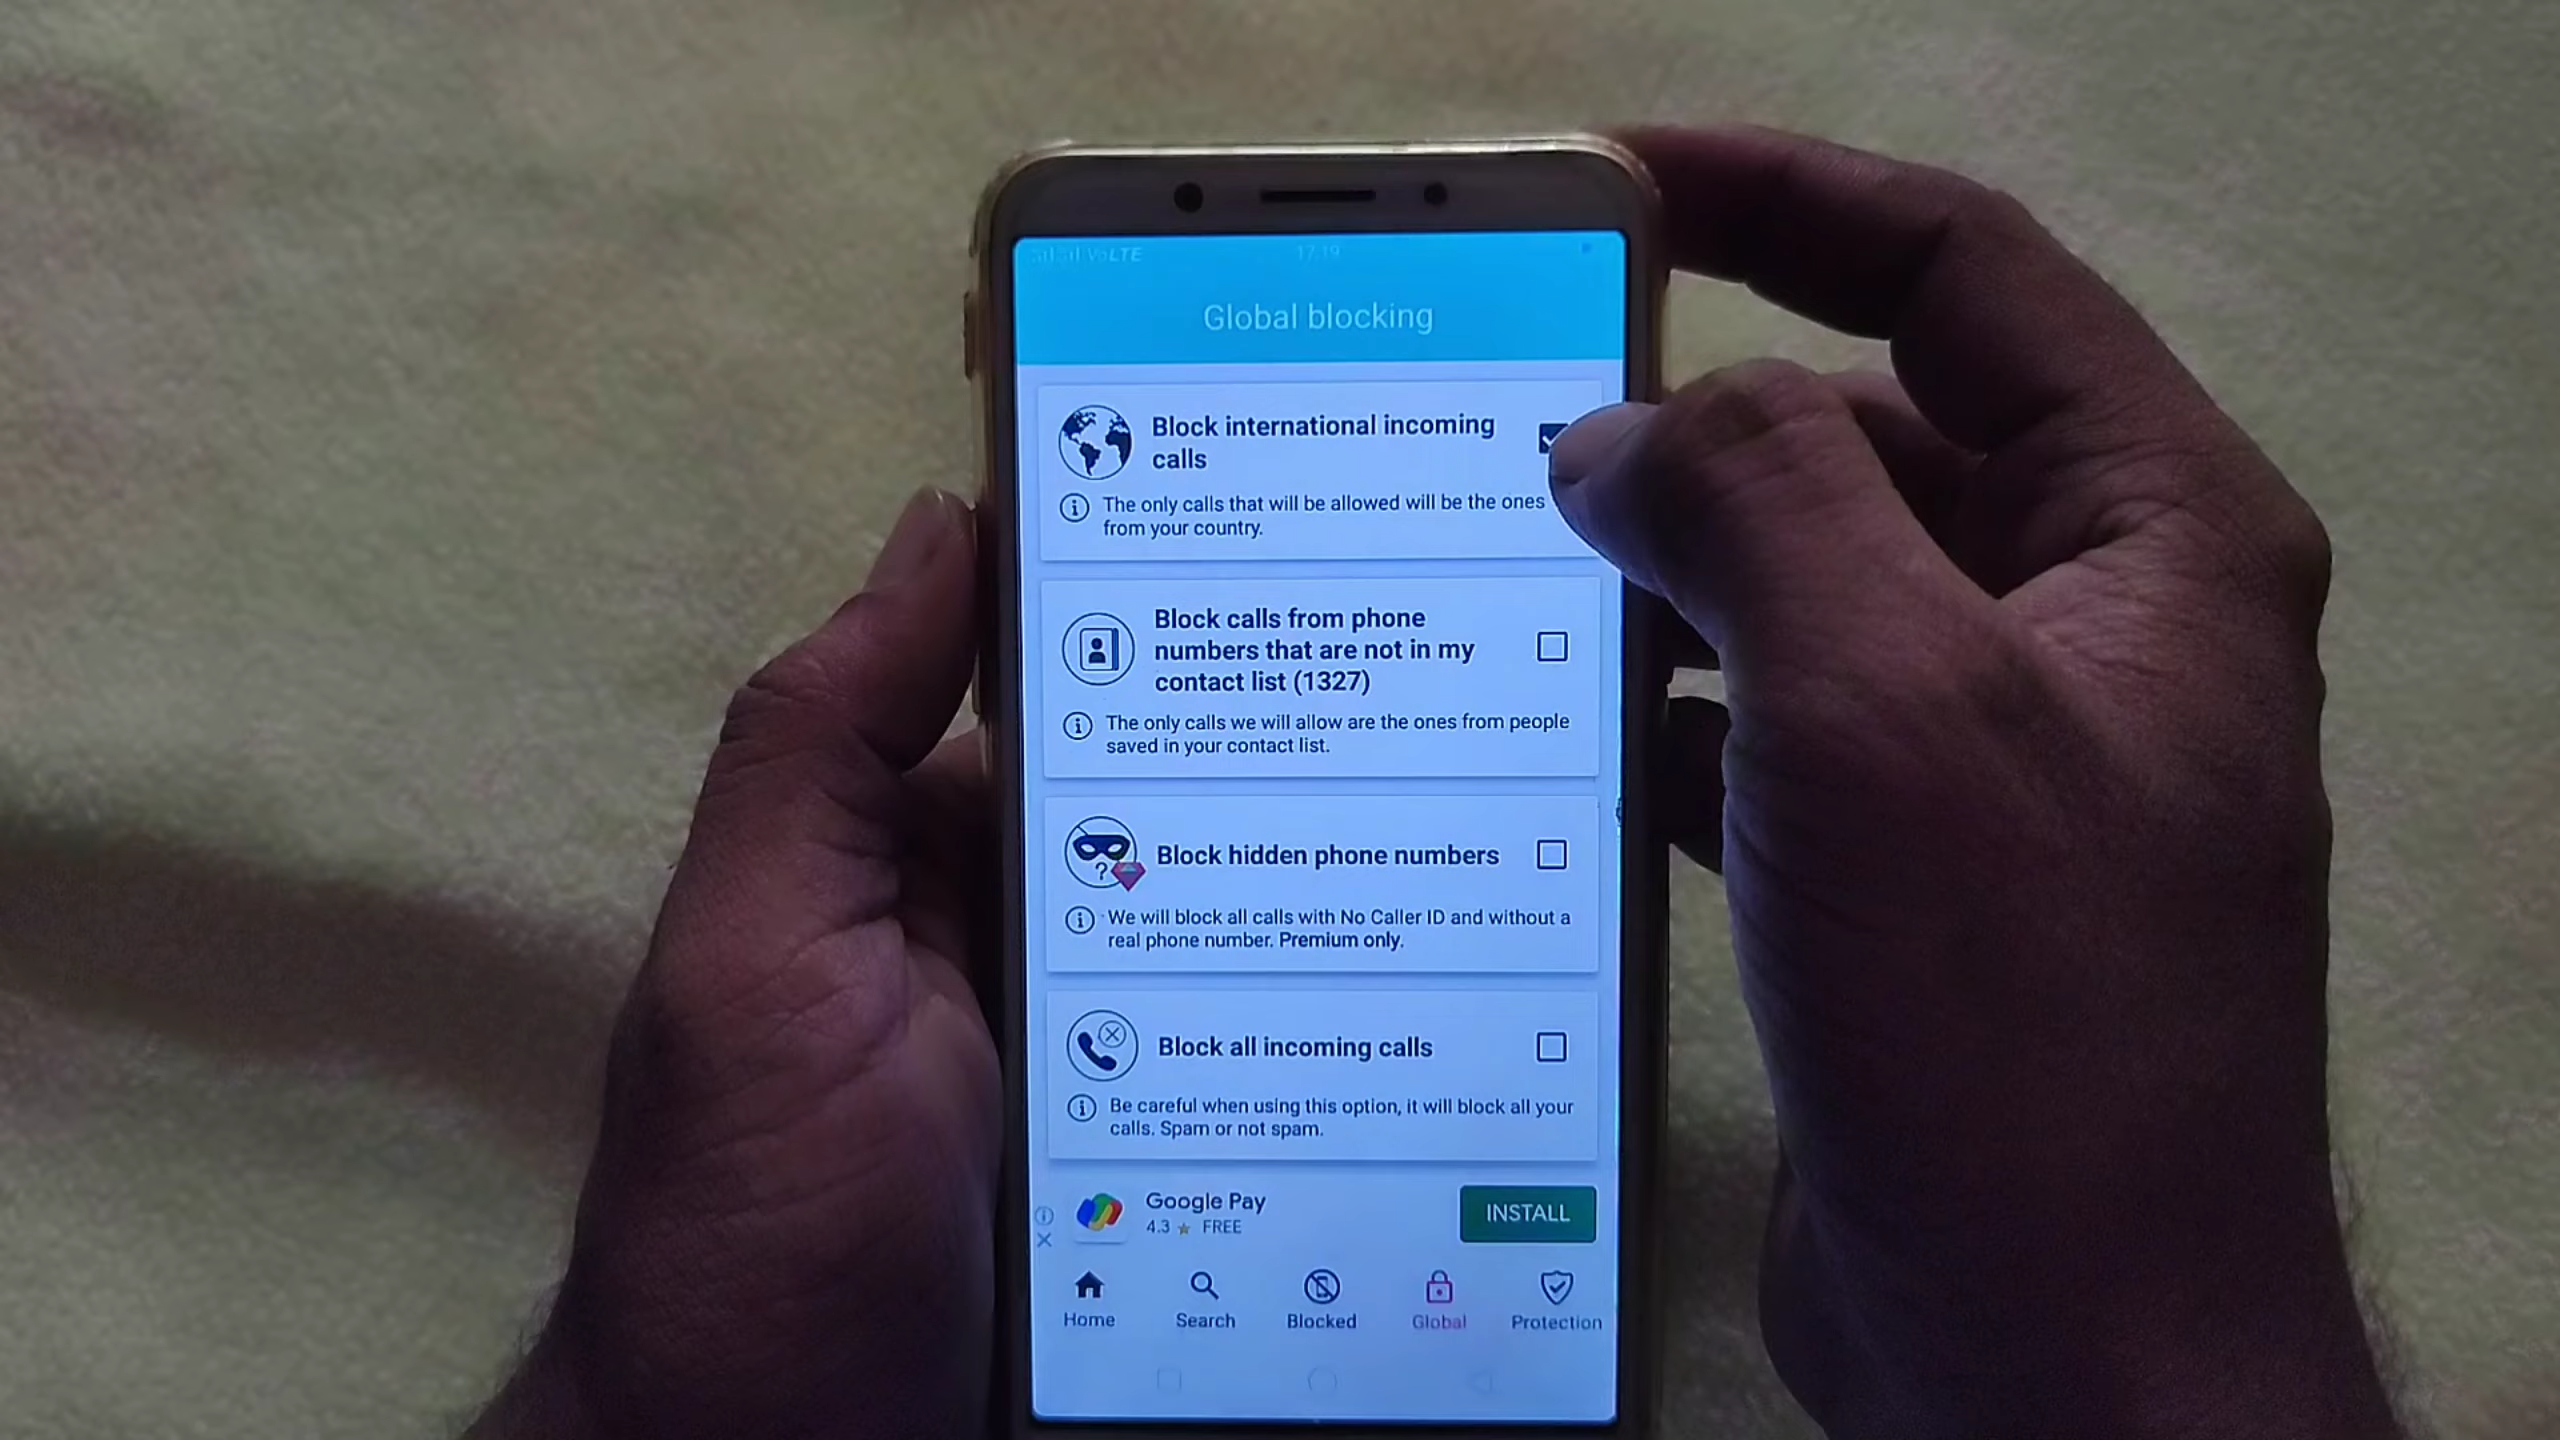 VoLTE
17:19
Global blocking
Block international incoming
calls
The only calls that will be allowed will be the ones
from your country.
Block calls from phone
numbers that are not in my
contact list (1327)
The only calls we will allow are the ones from people
saved in your contact list.
Block hidden phone numbers
?
We will block all calls with No Caller ID and without a
real phone number. Premium only.
Block all incoming calls
Be careful when using this option, it will block all your
calls. Spam or not spam.
Google Pay
4.3 ★ FREE
INSTALL
Home Search Blocked Global Protection